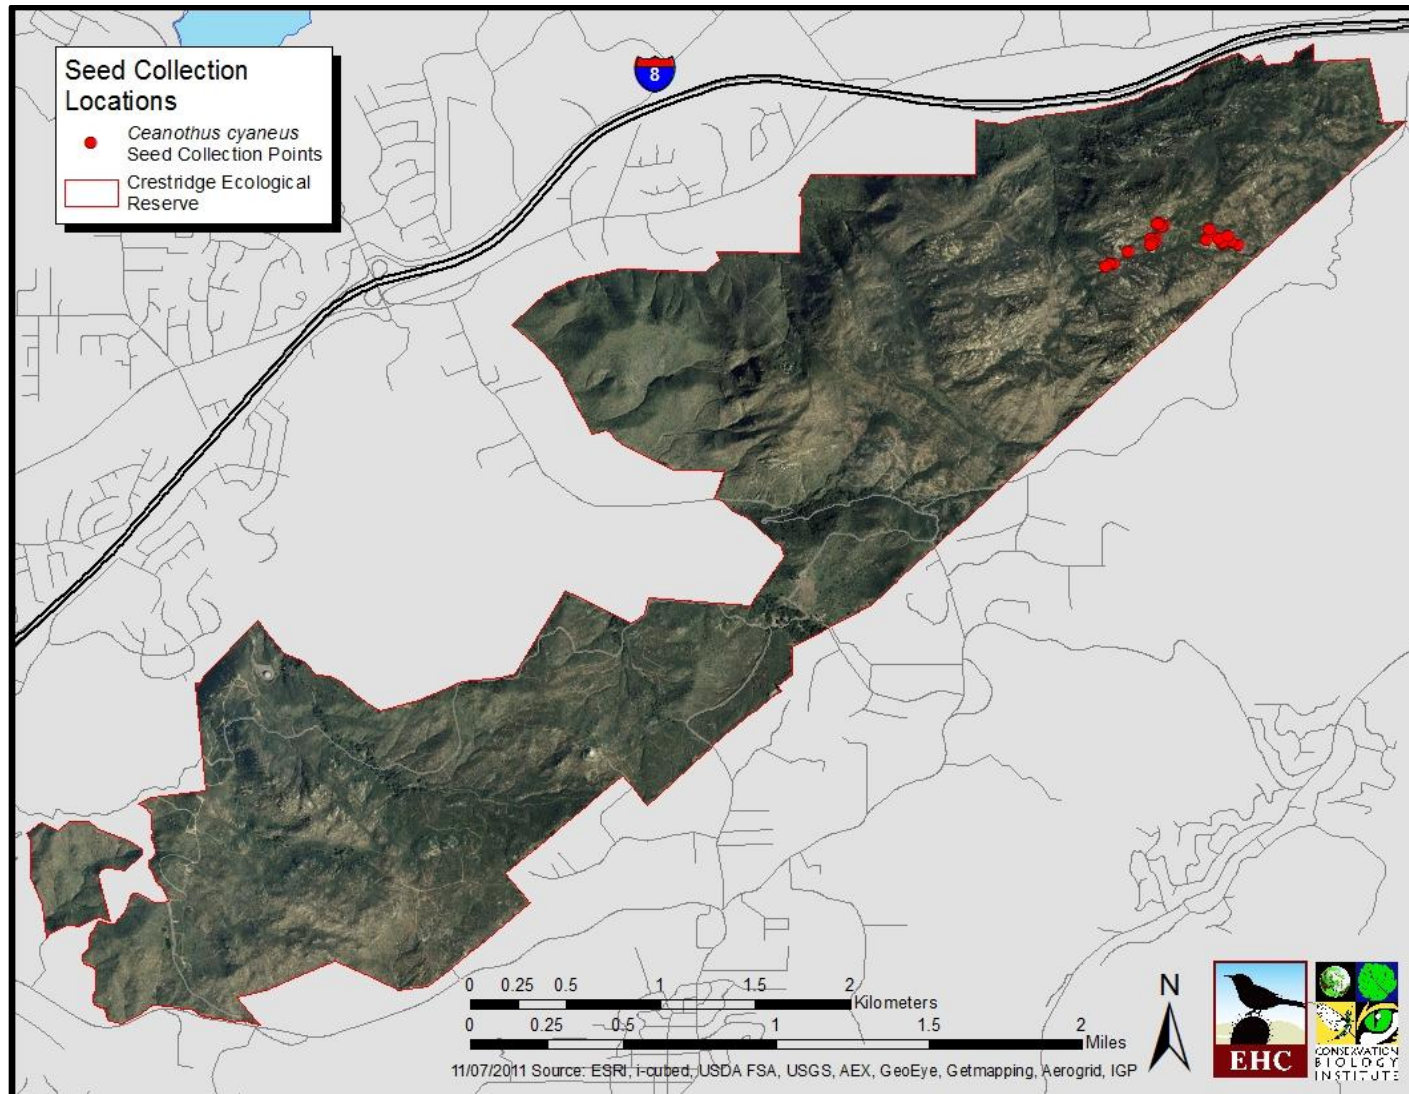 Seed Collection
Locations
Ceanothus cyaneus
Seed Collection Points
Crestridge Ecological
Reserve
8
0 0.25 0.5 1 1.5 2
Kilometers
0 0.25 0.5 1 1.5 2
Miles
N
EHC
CONSERVATION
BIOLOGY
INSTITUTE
11/07/2011 Source: ESRI, i-cubed, USDA FSA, USGS, AEX, GeoEye, Getmapping, Aerogrid, IGP